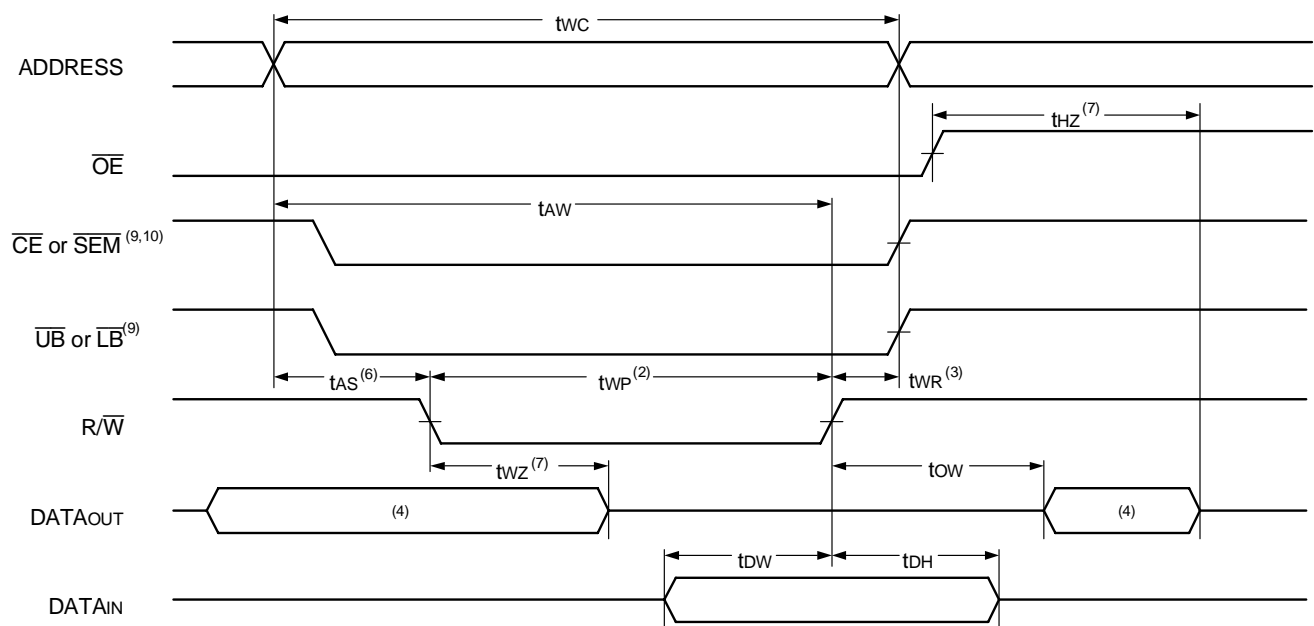 tWC
ADDRESS
tHZ(7)
OE
tAW
CE or SEM (9,10)
UB or LB(9)
tAS(6) tWP(2) tWR(3)
R/W
tWZ(7) tOW
DATAOUT (4) (4)
tDW tDH
DATAIN